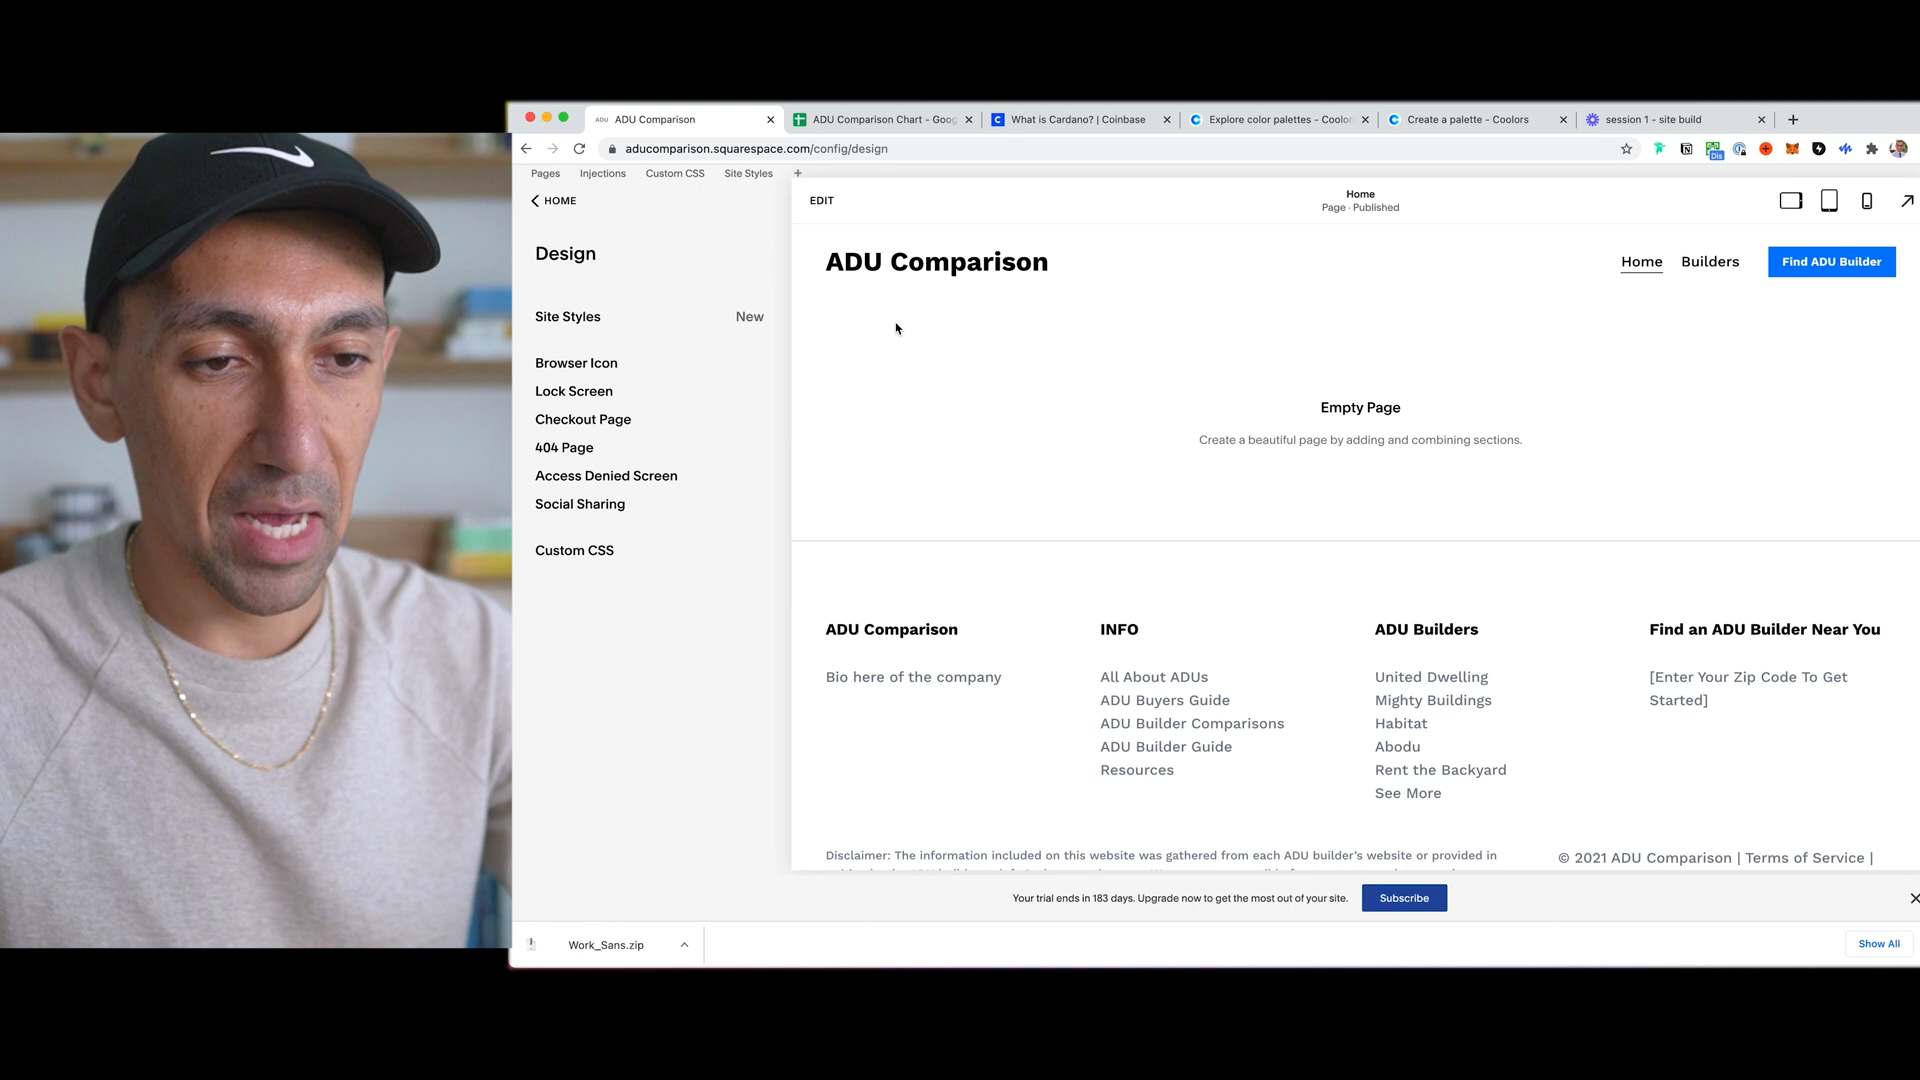 ADU ADU Comparison
ADU Comparison Chart - Goog
What is Cardano? | Coinbase
Explore color palettes - Coolor
Create a palette - Coolors
session 1 - site build
aducomparison.squarespace.com/config/design
Dis
Pages Injections Custom CSS Site Styles +
HOME
EDIT
Home
Page · Published
Design
ADU Comparison
Home Builders Find ADU Builder
Site Styles New
Browser Icon
Lock Screen
Checkout Page
404 Page
Access Denied Screen
Social Sharing
Custom CSS
Empty Page
Create a beautiful page by adding and combining sections.
ADU Comparison
Bio here of the company
INFO
All About ADUs
ADU Buyers Guide
ADU Builder Comparisons
ADU Builder Guide
Resources
ADU Builders
United Dwelling
Mighty Buildings
Habitat
Abodu
Rent the Backyard
See More
Find an ADU Builder Near You
[Enter Your Zip Code To Get
Started]
Disclaimer: The information included on this website was gathered from each ADU builder's website or provided in
© 2021 ADU Comparison | Terms of Service |
Your trial ends in 183 days. Upgrade now to get the most out of your site. Subscribe
Work_Sans.zip
Show All